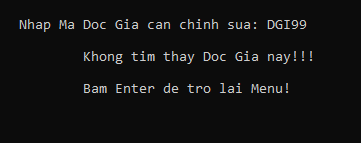 Nhap Ma Doc Gia can chinh sua: DGI99
Khong tim thay Doc Gia nay!!!
Bam Enter de tro lai Menu!